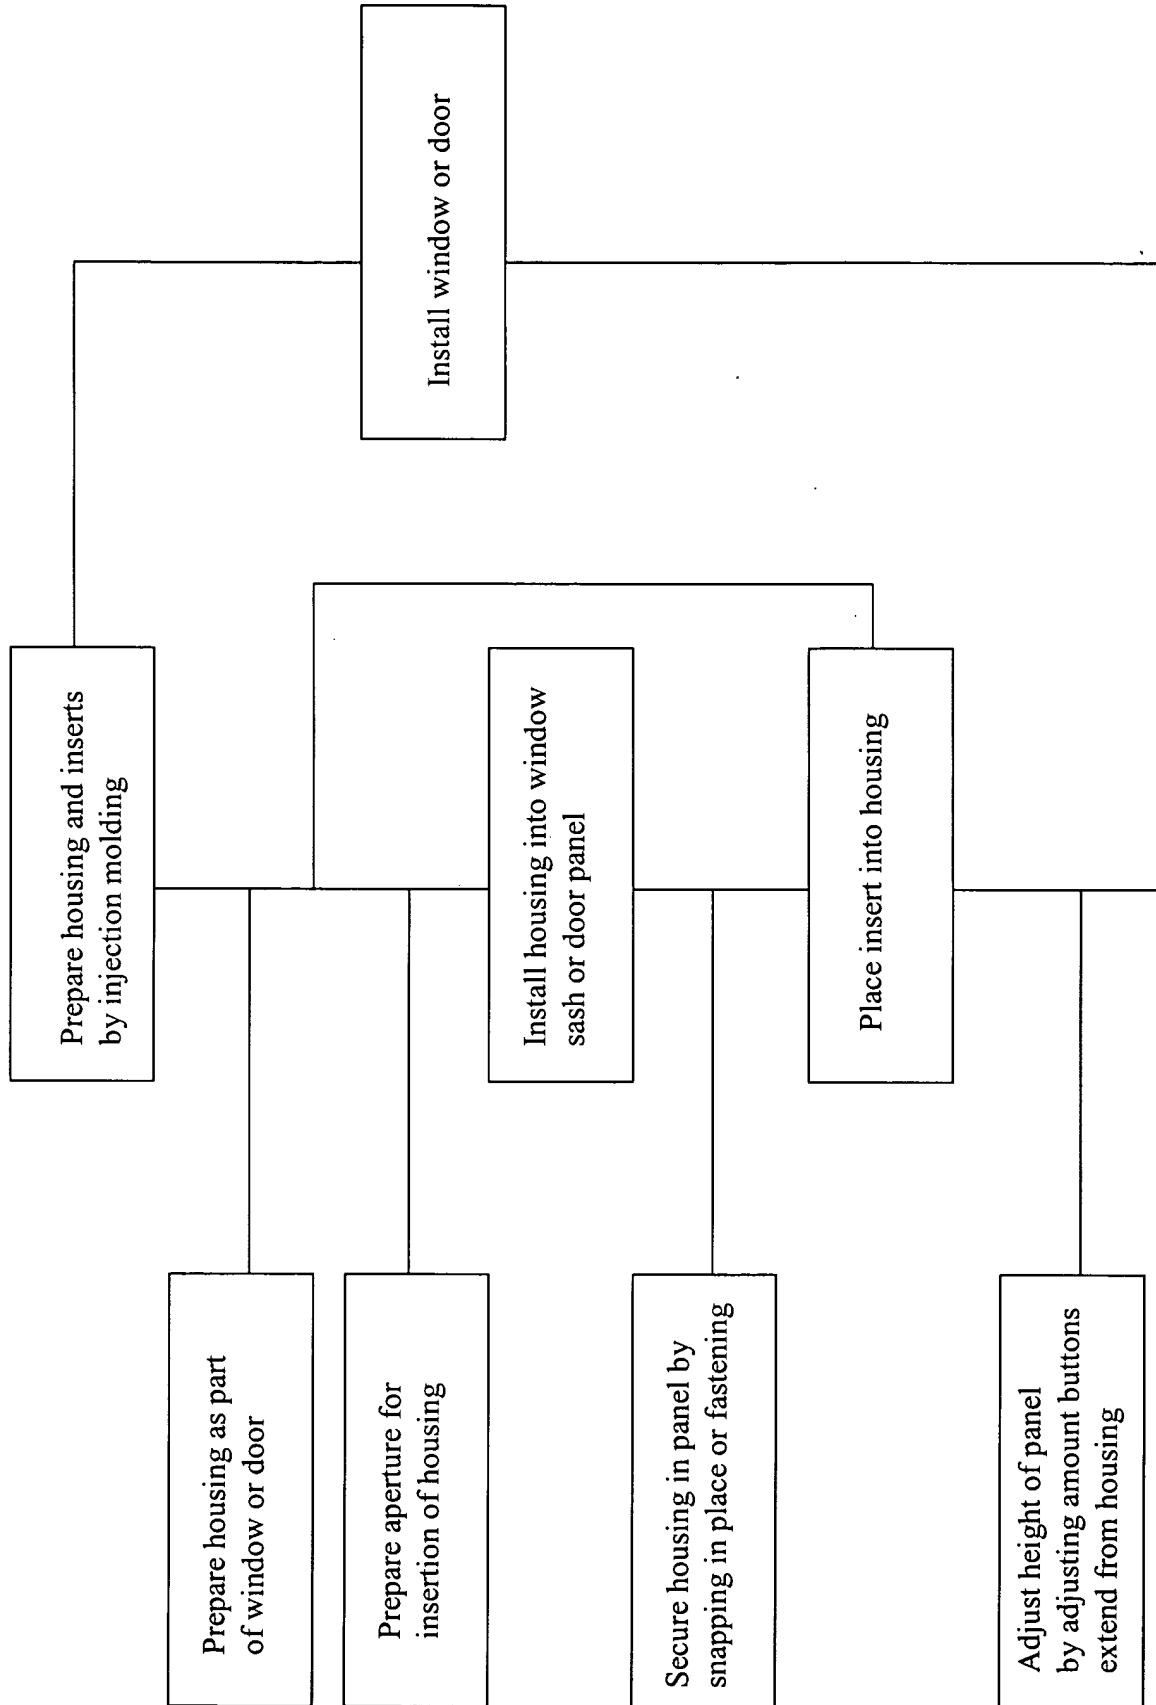 Prepare housing and inserts
by injection molding
Prepare housing as part
of window or door
Prepare aperture for
insertion of housing
Install window or door
Install housing into window
sash or door panel
Secure housing in panel by
snapping in place or fastening
Place insert into housing
Adjust height of panel
by adjusting amount buttons
extend from housing